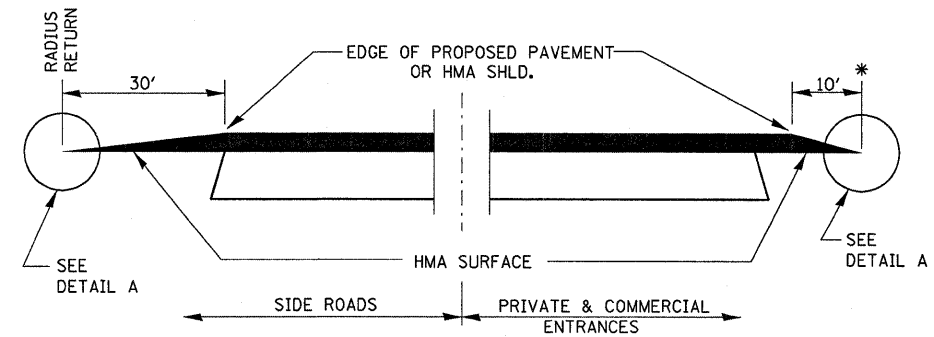 RADIUS
RETURN
30'
EDGE OF PROPOSED PAVEMENT
OR HMA SHLD.
10'
*
SEE
DETAIL A
HMA SURFACE
SEE
DETAIL A
SIDE ROADS
PRIVATE & COMMERCIAL
ENTRANCES